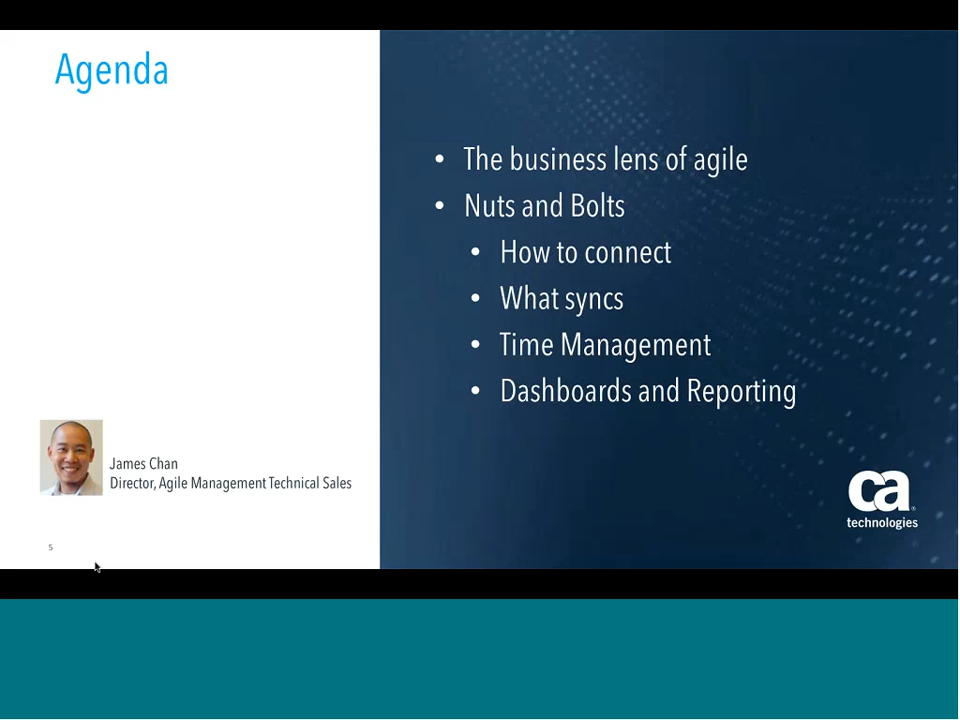 Agenda
• The business lens of agile
• Nuts and Bolts
• How to connect
• What syncs
• Time Management
• Dashboards and Reporting
James Chan
Director, Agile Management Technical Sales
ca
technologies
5